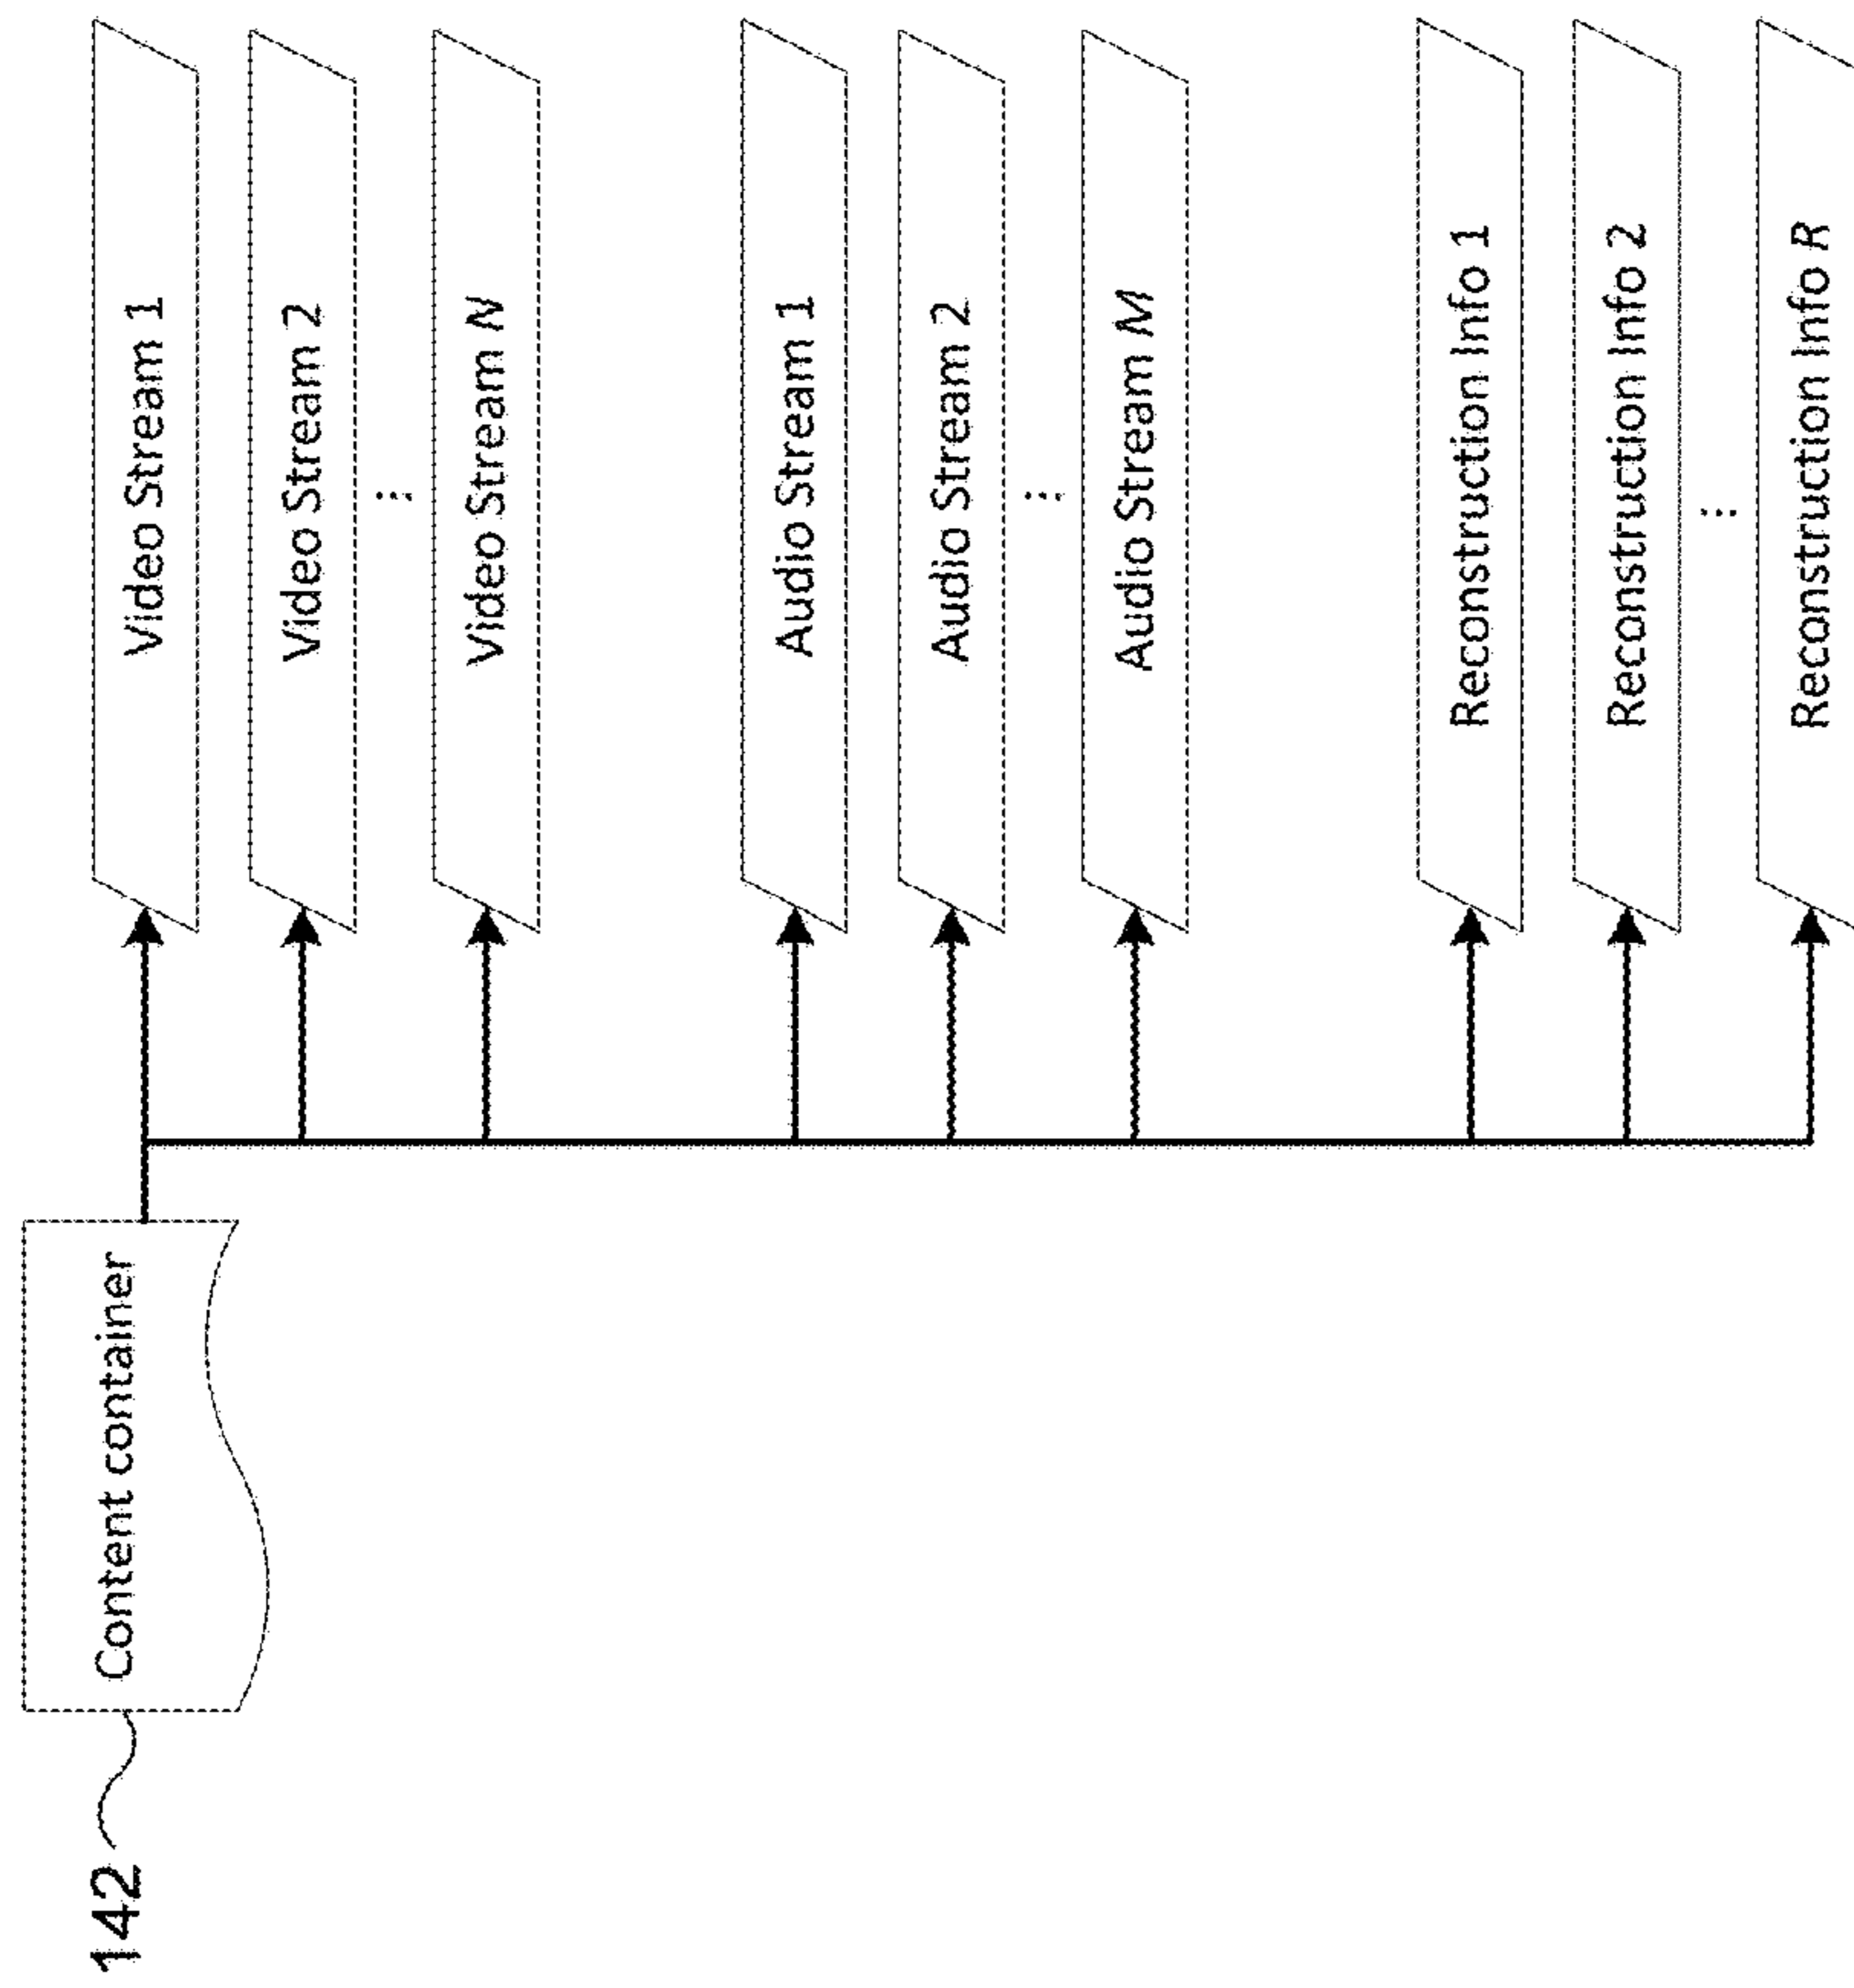 142
Content container
Video Stream 1
Video Stream 2
...
Video Stream N
Audio Stream 1
Audio Stream 2
...
Audio Stream M
Reconstruction Info 1
Reconstruction Info 2
...
Reconstruction Info R